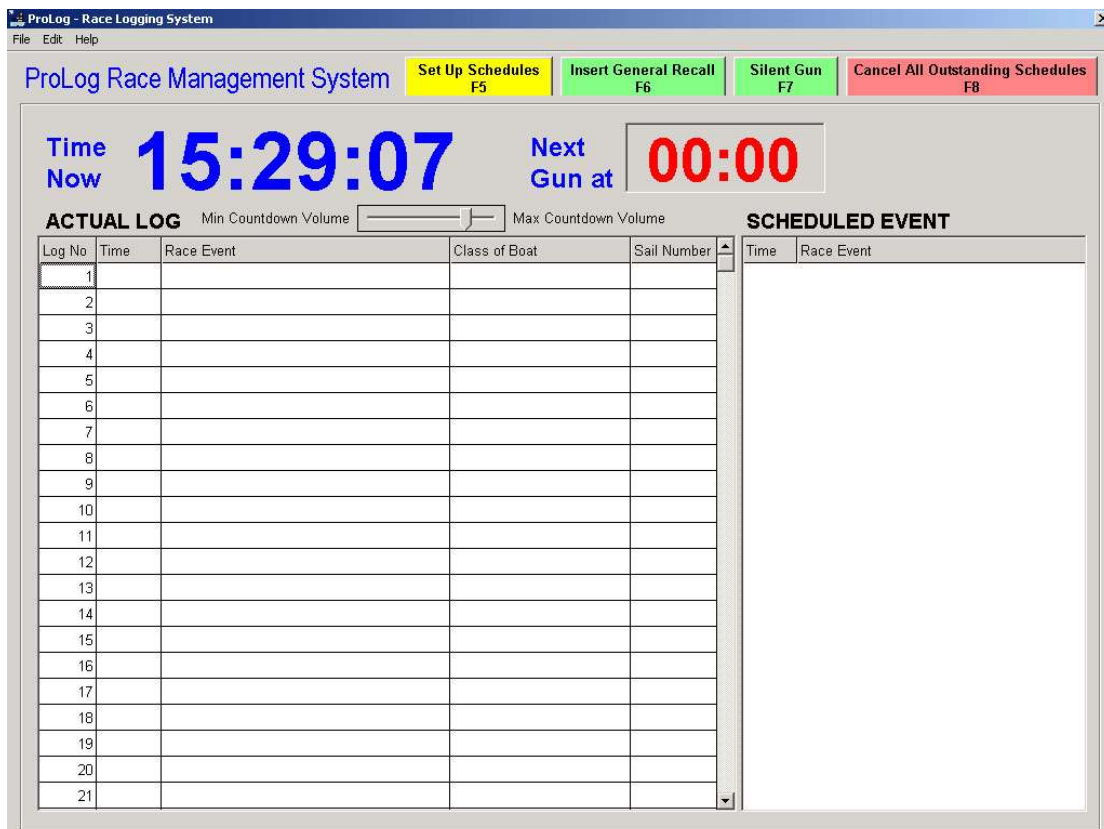 ProLog - Race Logging System
File Edit Help
ProLog Race Management System
Set Up Schedules
F5
Insert General Recall
F6
Silent Gun
F7
Cancel All Outstanding Schedules
F8
Time
Now
15:29:07
Next
Gun at
00:00
ACTUAL LOG
Min Countdown Volume
Max Countdown Volume
SCHEDULED EVENT
Log No Time Race Event Class of Boat Sail Number
Time Race Event
1
2
3
4
5
6
7
8
9
10
11
12
13
14
15
16
17
18
19
20
21